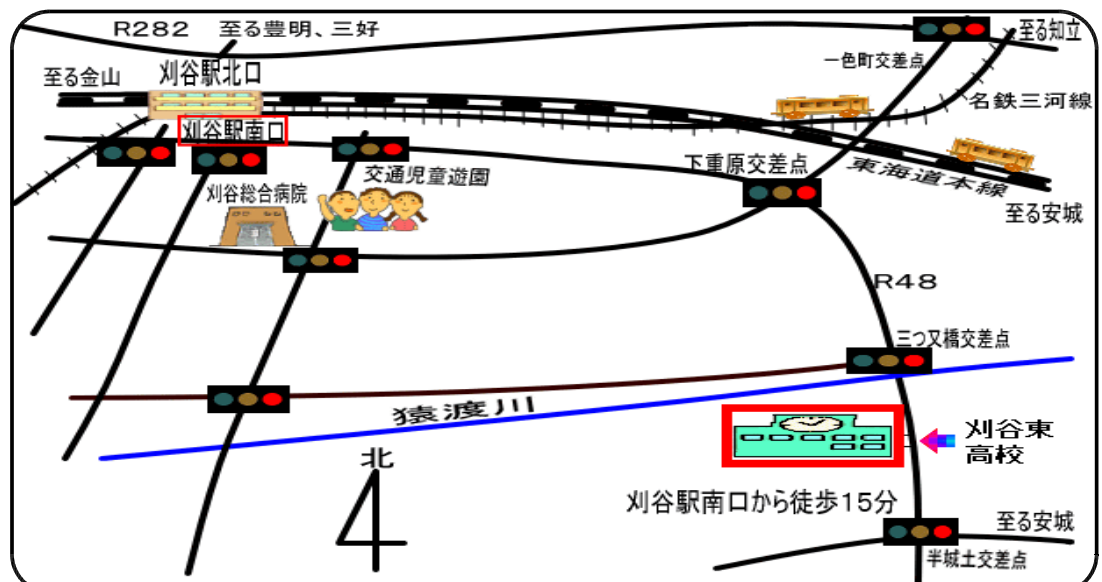 R282
至る豊明、三好
至る知立
一色町交差点
至る金山
刈谷駅北口
名鉄三河線
刈谷駅南口
下重原交差点
東海道本線
交通児童遊園
刈谷総合病院
至る安城
R48
三つ又橋交差点
猿渡川
刈谷東
高校
北
刈谷駅南口から徒歩15分
至る安城
半城土交差点